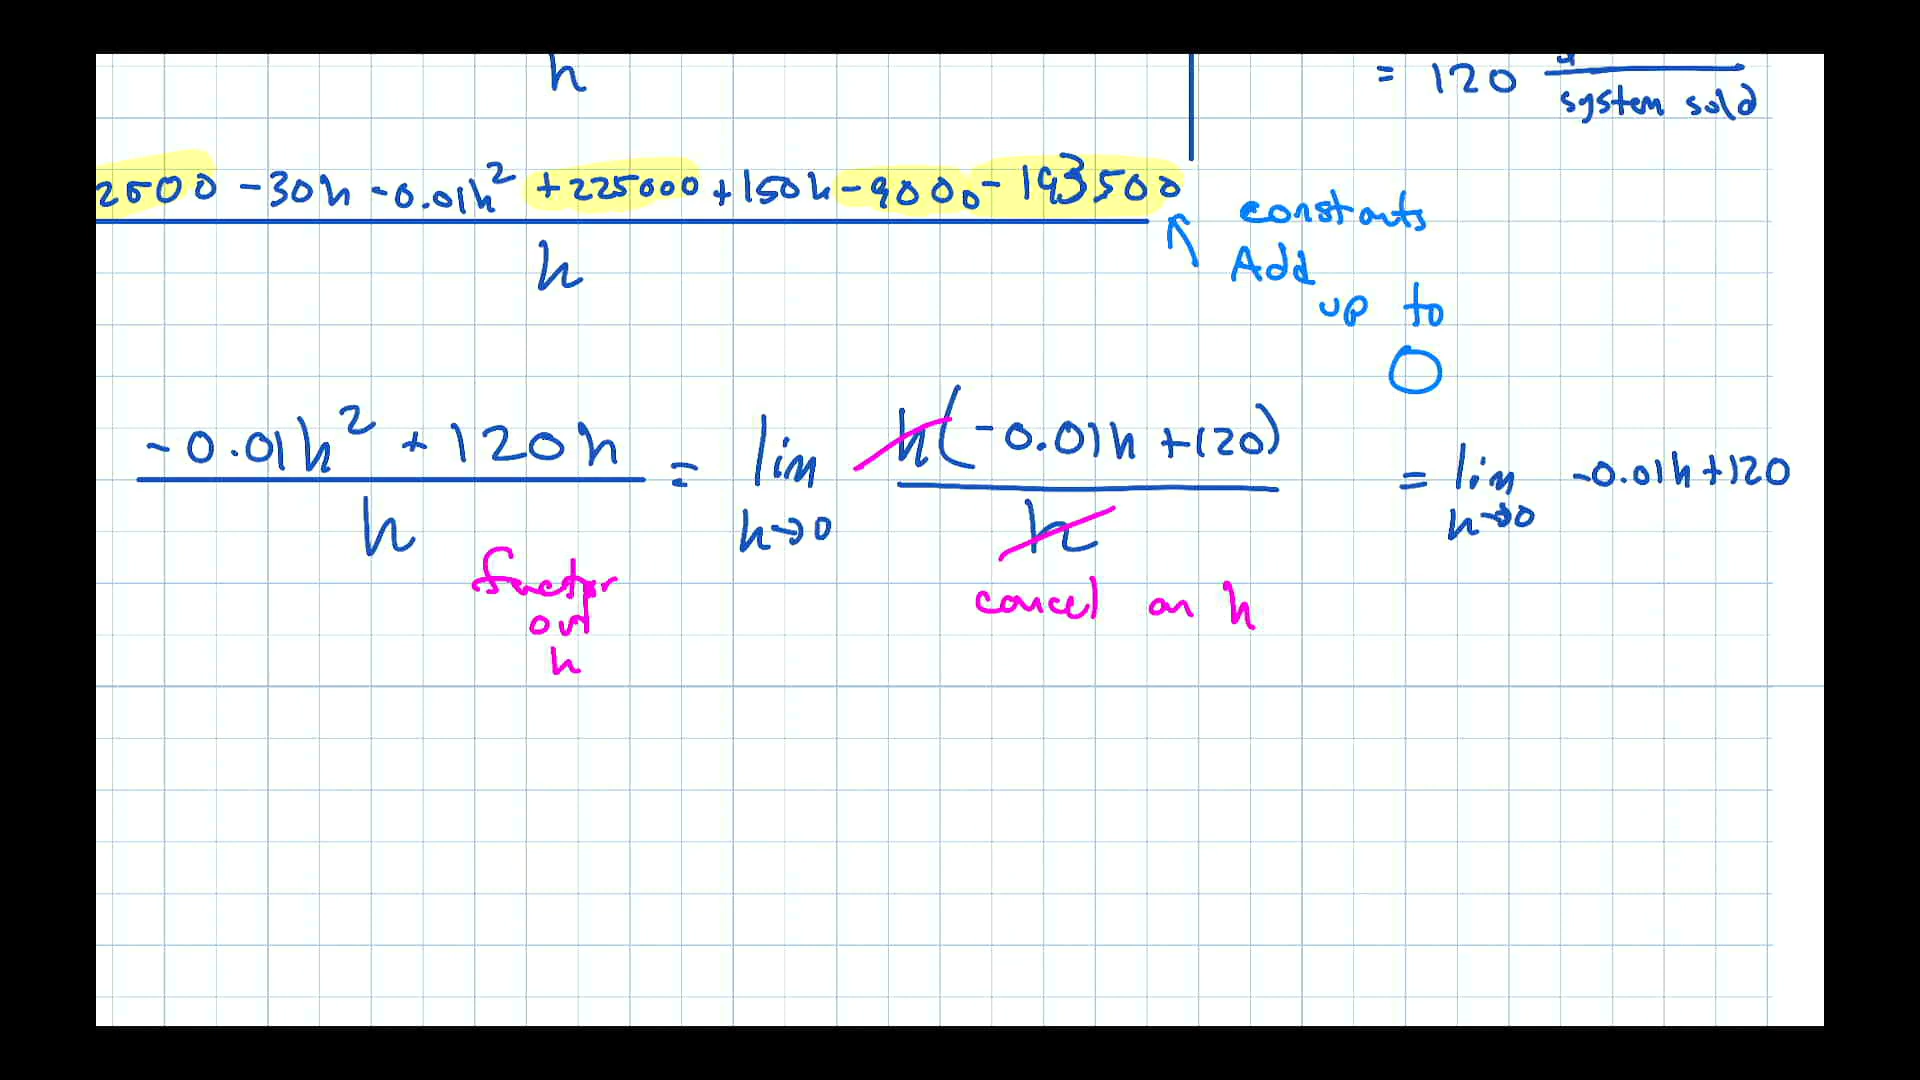 h
= 120 system sold
2500 -30h -0.01h² +225000 +150h -9000 - 193500
h
constants
Add
up to
0
-0.01h² + 120h / h = lim h→0 h(-0.01h +120) / h = lim h→0 -0.01h +120
factor
out
h
cancel an h